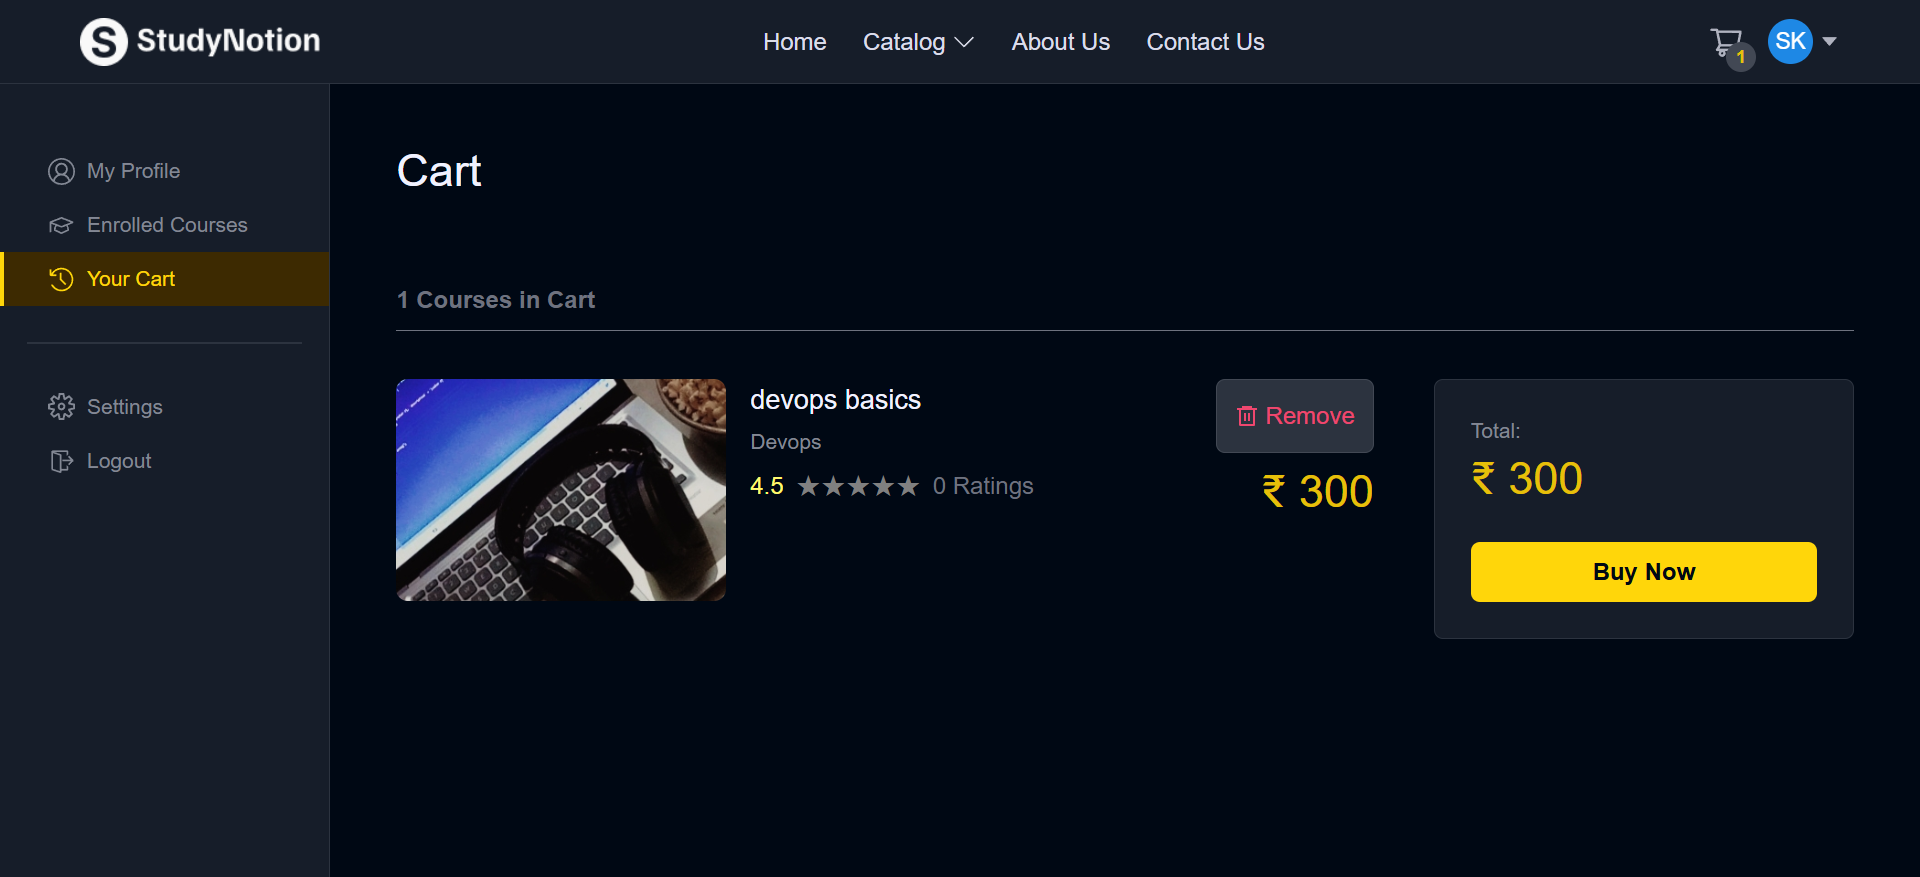 StudyNotion
Home
Catalog
About Us
Contact Us
1
SK
My Profile
Enrolled Courses
Your Cart
Settings
Logout
Cart
1 Courses in Cart
devops basics
Devops
4.5 ★★★★★ 0 Ratings
Remove
₹ 300
Total:
₹ 300
Buy Now